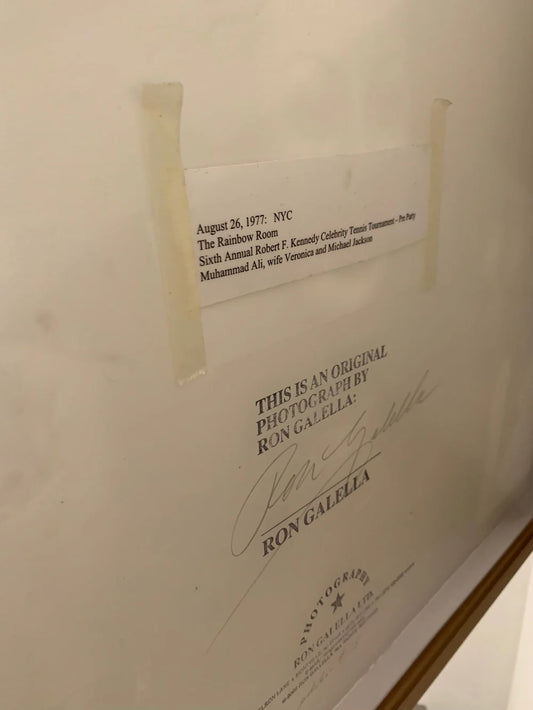 August 26, 1977: NYC
The Rainbow Room
Sixth Annual Robert F. Kennedy Celebrity Tennis Tournament - Pre Party
Muhammad Ali, wife Veronica and Michael Jackson
THIS IS AN ORIGINAL
PHOTOGRAPH BY
RON GALELLA:
Ron Galella
RON GALELLA
PHOTOGRAPHY
RON GALELLA LTD.